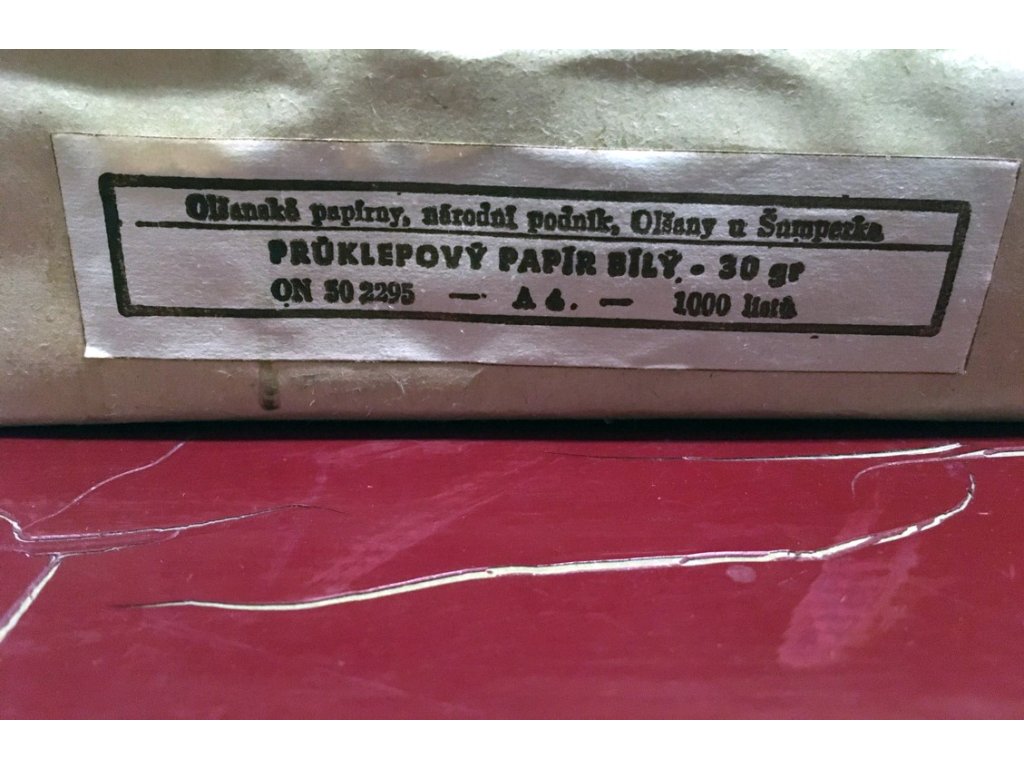 Olšanské papírny, národní podnik, Olšany u Šumperka
PRŮKLEPOVÝ PAPÍR BÍLÝ - 30 gr
ON 50 2295 — A 4. — 1000 listů